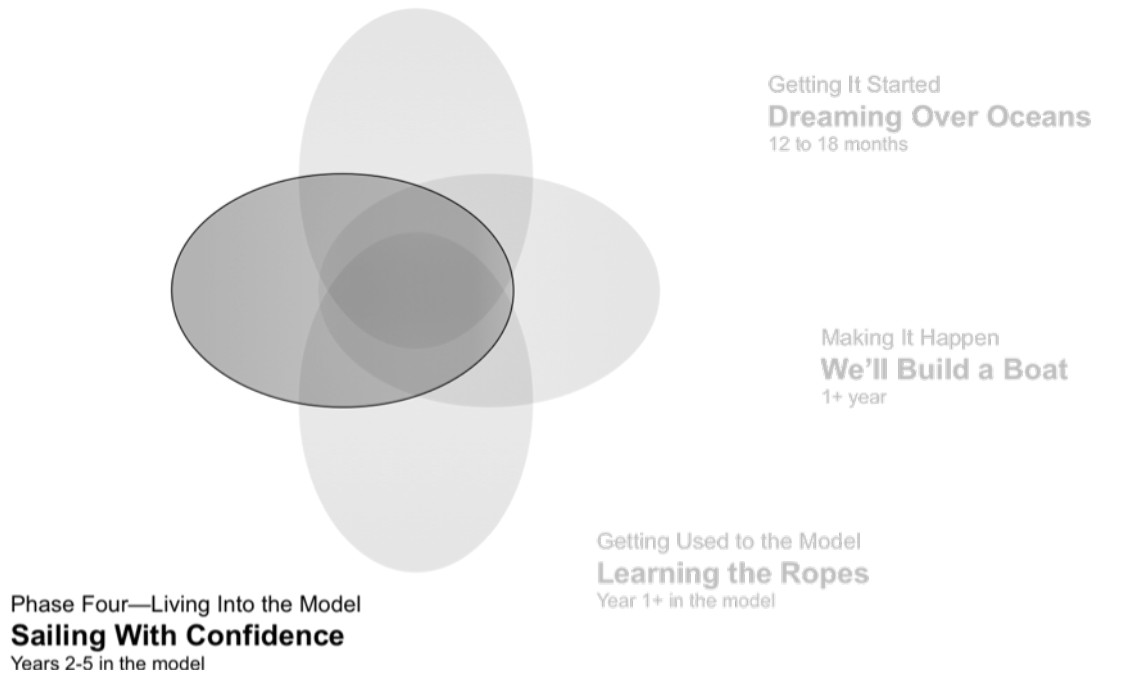 Getting It Started
Dreaming Over Oceans
12 to 18 months
Making It Happen
We'll Build a Boat
1+ year
Getting Used to the Model
Learning the Ropes
Year 1+ in the model
Phase Four—Living Into the Model
Sailing With Confidence
Years 2-5 in the model